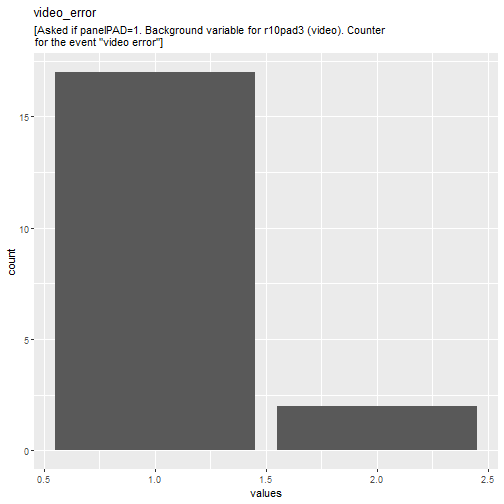 video_error
[Asked if panelPAD=1. Background variable for r10pad3 (video). Counter
for the event "video error"]
15
10
5
0
count
0.5 1.0 1.5 2.0 2.5
values